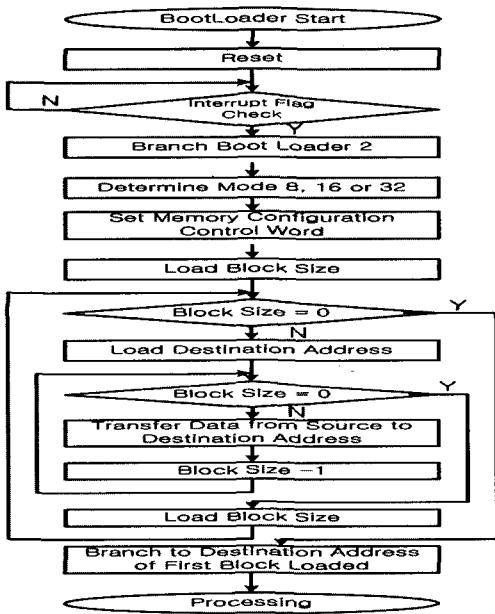 BootLoader Start
Reset
Interrupt Flag
Check
N
Y
Branch Boot Loader 2
Determine Mode 8, 16 or 32
Set Memory Configuration
Control Word
Load Block Size
Block Size = 0
Y
N
Load Destination Address
Block Size = 0
Y
N
Transfer Data from Source to
Destination Address
Block Size -1
Load Block Size
Branch to Destination Address
of First Block Loaded
Processing